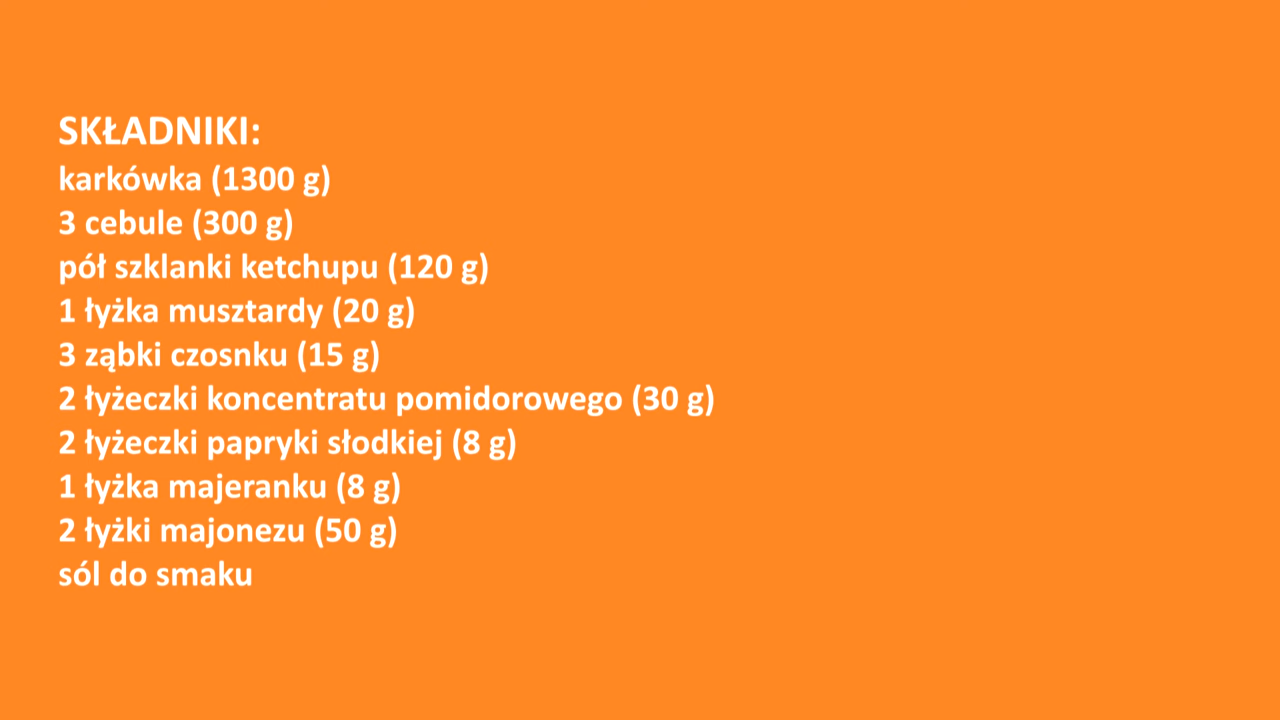 SKŁADNIKI:
karkówka (1300 g)
3 cebule (300 g)
pół szklanki ketchupu (120 g)
1 łyżka musztardy (20 g)
3 ząbki czosnku (15 g)
2 łyżeczki koncentratu pomidorowego (30 g)
2 łyżeczki papryki słodkiej (8 g)
1 łyżka majeranku (8 g)
2 łyżki majonezu (50 g)
sól do smaku